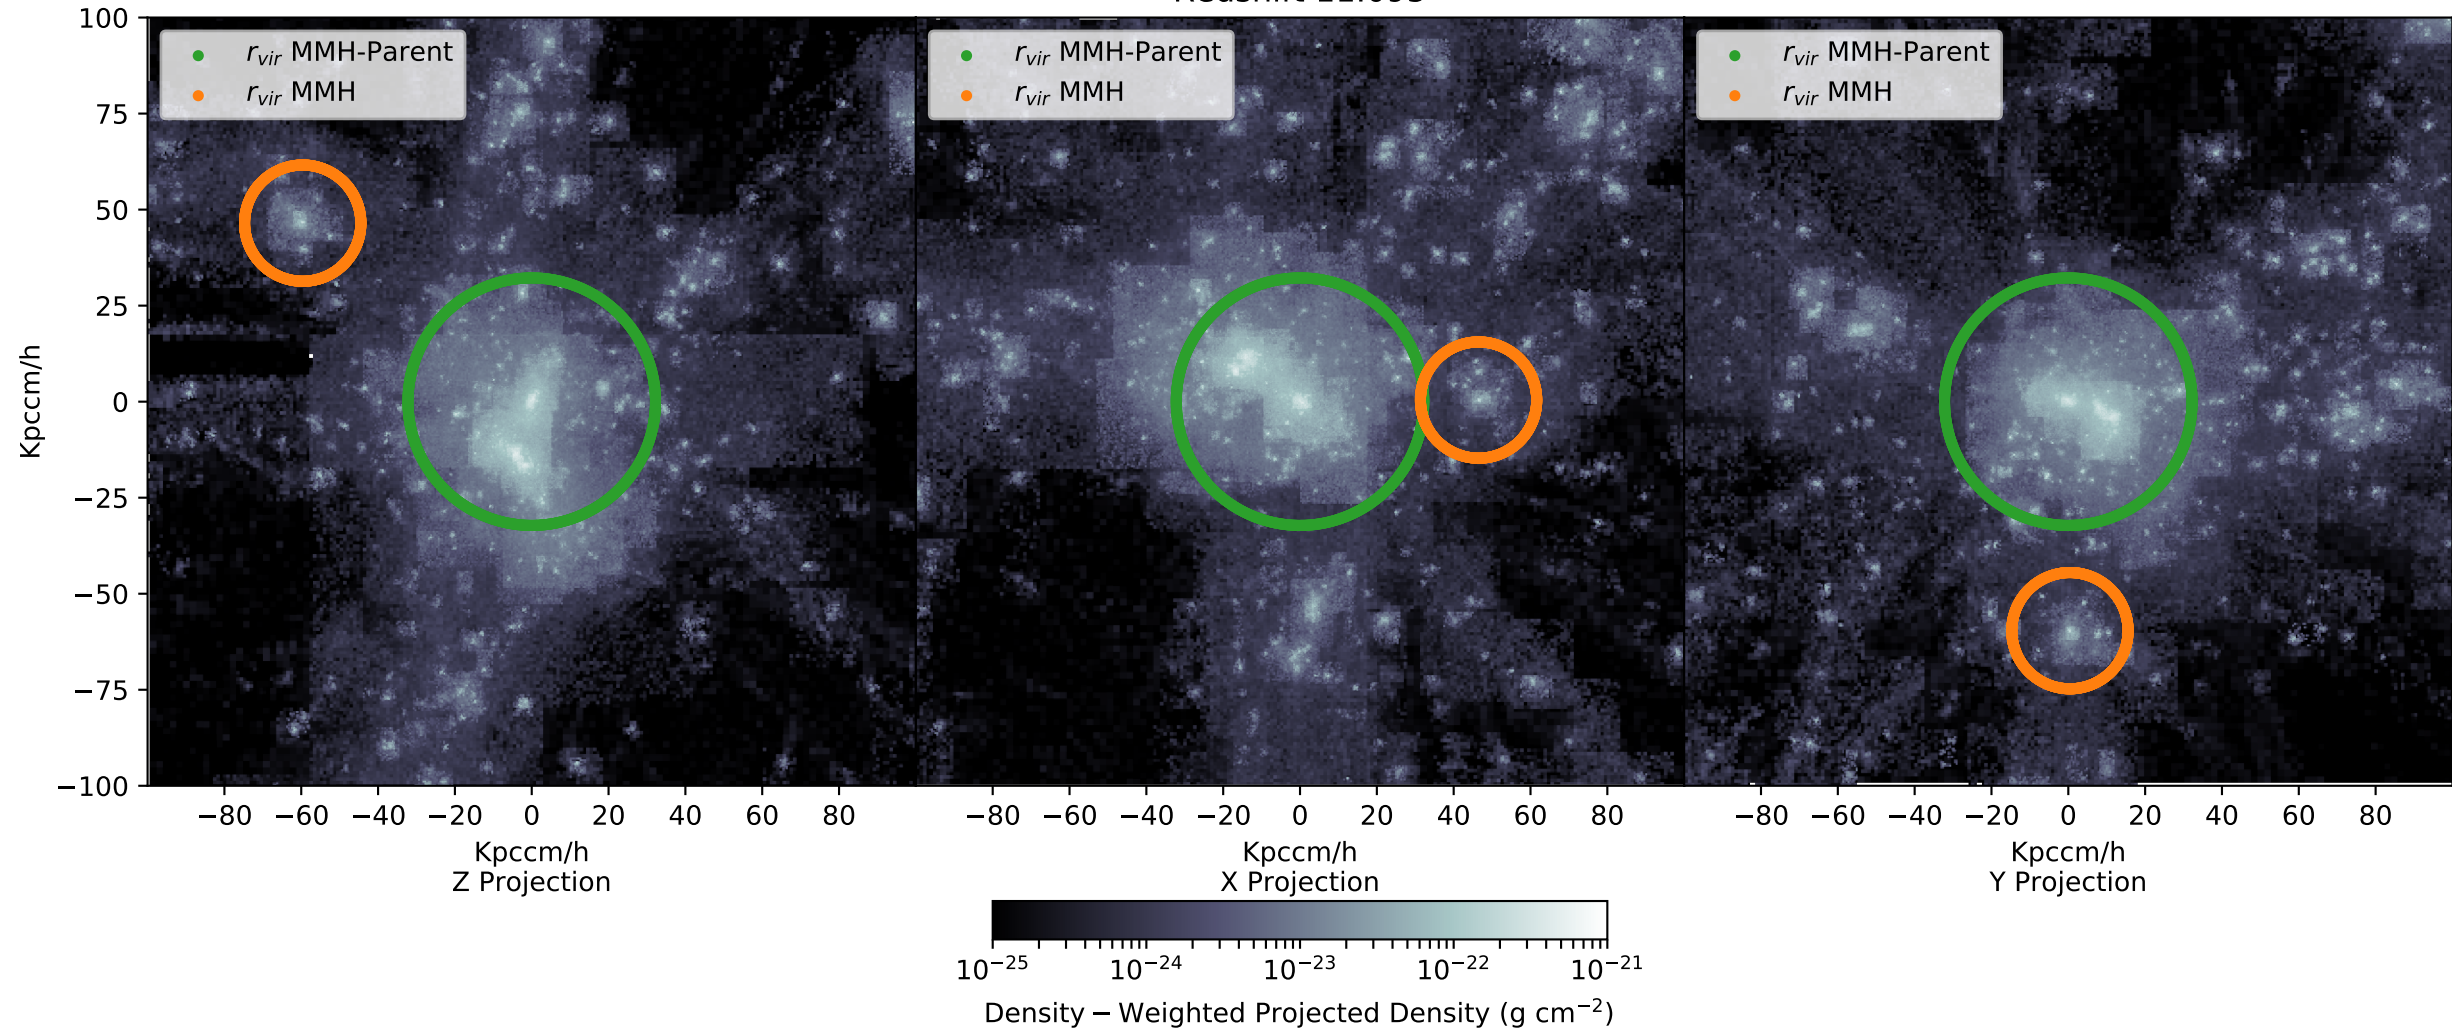 r_vir MMH-Parent
r_vir MMH
r_vir MMH-Parent
r_vir MMH
r_vir MMH-Parent
r_vir MMH
100
75
50
25
0
−25
−50
−75
−100
Kpccm/h
−80 −60 −40 −20 0 20 40 60 80
−80 −60 −40 −20 0 20 40 60 80
−80 −60 −40 −20 0 20 40 60 80
Kpccm/h
Z Projection
Kpccm/h
X Projection
Kpccm/h
Y Projection
10⁻²⁵ 10⁻²⁴ 10⁻²³ 10⁻²² 10⁻²¹
Density − Weighted Projected Density (g cm⁻²)